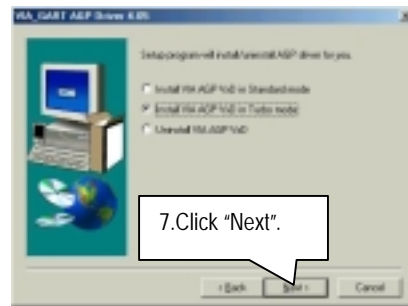 VIA_GART AGP Driver 4.05
Setup program will install/uninstall AGP driver for you.
Install VIA AGP VxD in Standard mode
Install VIA AGP VxD in Turbo mode
Uninstall VIA AGP VxD
7.Click “Next”.
< Back
Next >
Cancel